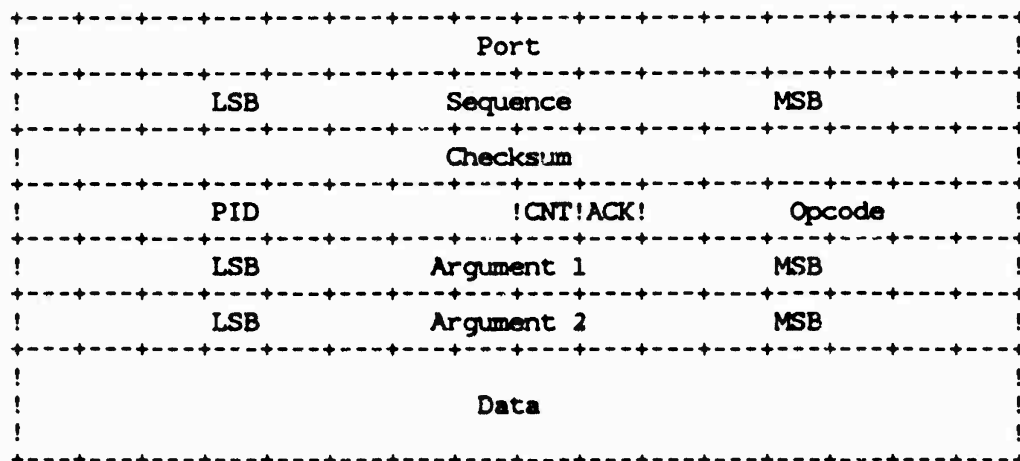 +---+---+---+---+---+---+---+---+---+---+---+---+---+---+---+---+
! Port !
+---+---+---+---+---+---+---+---+---+---+---+---+---+---+---+---+
! LSB Sequence MSB !
+---+---+---+---+---+---+---+---+---+---+---+---+---+---+---+---+
! Checksum !
+---+---+---+---+---+---+---+---+---+---+---+---+---+---+---+---+
! PID !CNT!ACK! Opcode !
+---+---+---+---+---+---+---+---+---+---+---+---+---+---+---+---+
! LSB Argument 1 MSB !
+---+---+---+---+---+---+---+---+---+---+---+---+---+---+---+---+
! LSB Argument 2 MSB !
+---+---+---+---+---+---+---+---+---+---+---+---+---+---+---+---+
! !
! Data !
! !
+---+---+---+---+---+---+---+---+---+---+---+---+---+---+---+---+